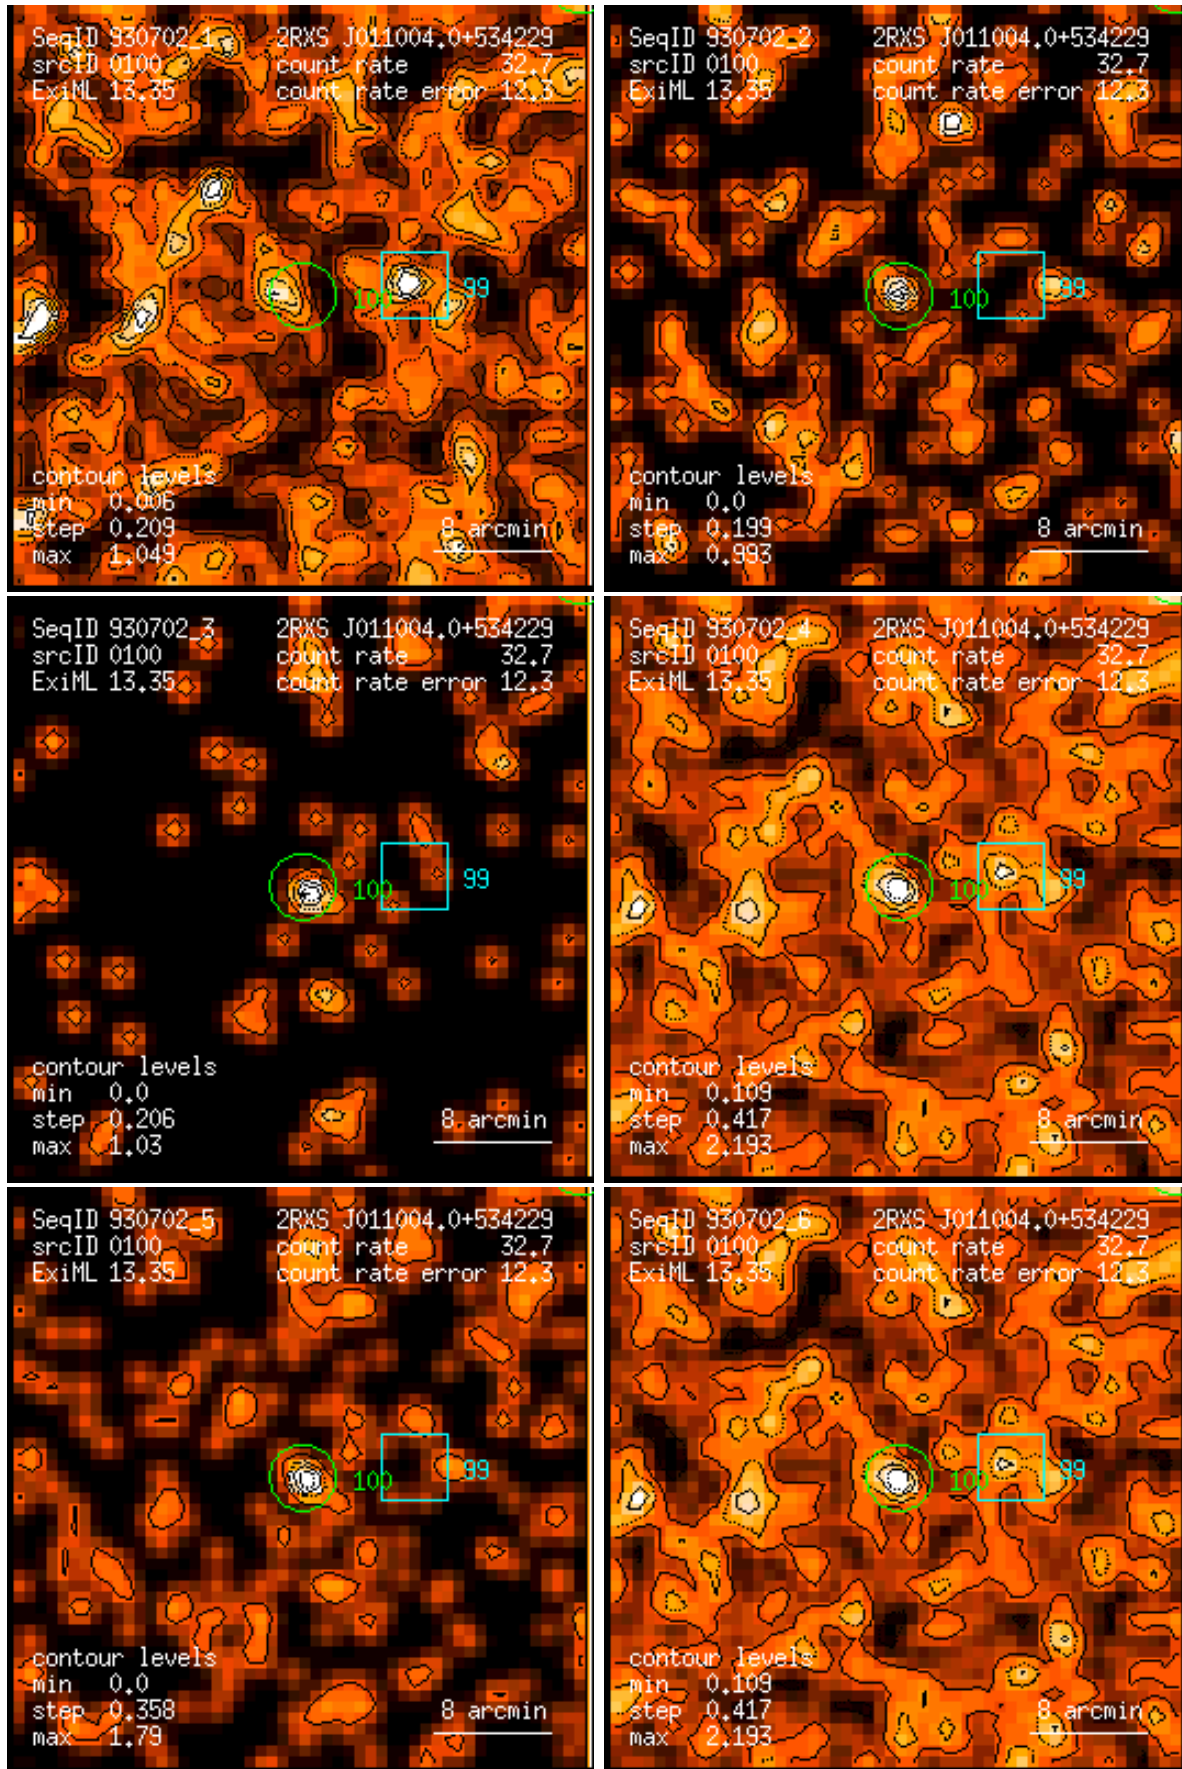 SeqID 930702_1 2RXS J011004.0+534229
srcID 0100 count rate 32.7
ExiML 13.35 count rate error 12.3
100
99
contour levels
min 0.006
step 0.209 8 arcmin
max 1.049
SeqID 930702_2 2RXS J011004.0+534229
srcID 0100 count rate 32.7
ExiML 13.35 count rate error 12.3
100
99
contour levels
min 0.0
step 0.199 8 arcmin
max 0.993
SeqID 930702_3 2RXS J011004.0+534229
srcID 0100 count rate 32.7
ExiML 13.35 count rate error 12.3
100
99
contour levels
min 0.0
step 0.206 8 arcmin
max 1.03
SeqID 930702_4 2RXS J011004.0+534229
srcID 0100 count rate 32.7
ExiML 13.35 count rate error 12.3
100
99
contour levels
min 0.109
step 0.417 8 arcmin
max 2.193
SeqID 930702_5 2RXS J011004.0+534229
srcID 0100 count rate 32.7
ExiML 13.35 count rate error 12.3
100
99
contour levels
min 0.0
step 0.358 8 arcmin
max 1.79
SeqID 930702_6 2RXS J011004.0+534229
srcID 0100 count rate 32.7
ExiML 13.35 count rate error 12.3
100
99
contour levels
min 0.109
step 0.417 8 arcmin
max 2.193